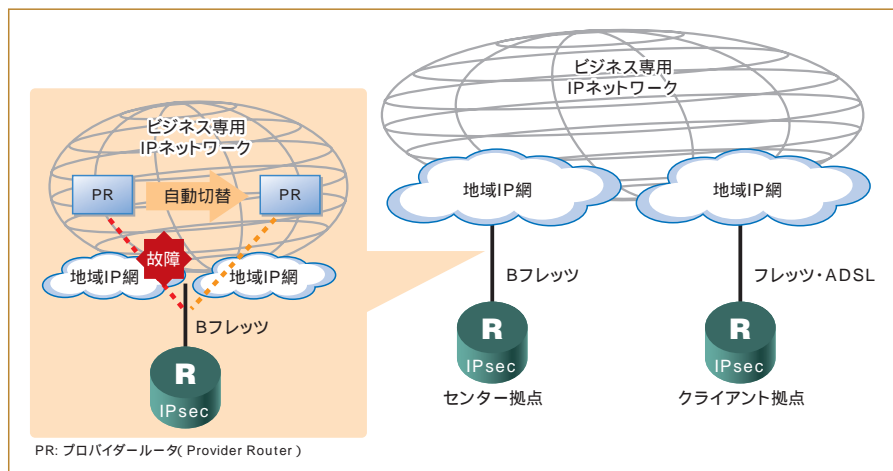 ビジネス専用
IPネットワーク
PR
自動切替
PR
故障
地域IP網
地域IP網
Bフレッツ
R
IPsec
PR: プロバイダールータ( Provider Router )
ビジネス専用
IPネットワーク
地域IP網
地域IP網
Bフレッツ
フレッツ・ADSL
R
IPsec
R
IPsec
センター拠点
クライアント拠点